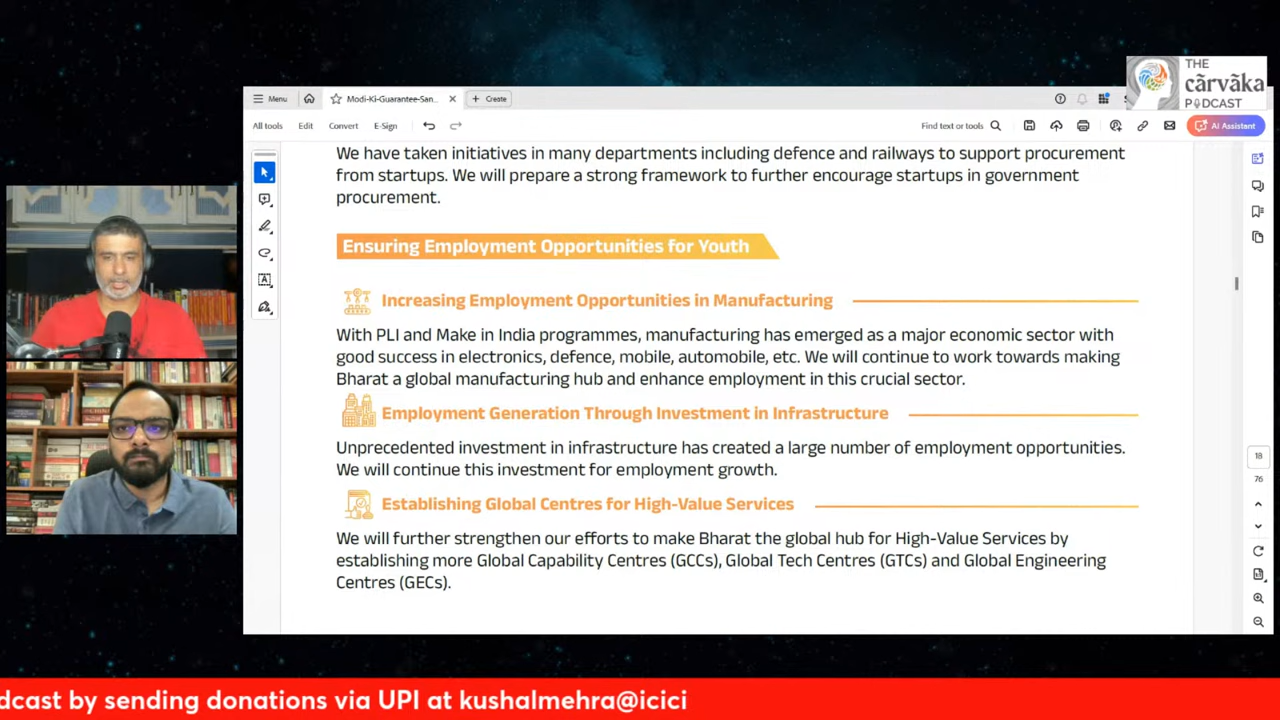 THE
cārvāka
PODCAST
Menu
Modi-Ki-Guarantee-San...
Create
All tools
Edit
Convert
E-Sign
Find text or tools
AI Assistant
We have taken initiatives in many departments including defence and railways to support procurement
from startups. We will prepare a strong framework to further encourage startups in government
procurement.
Ensuring Employment Opportunities for Youth
Increasing Employment Opportunities in Manufacturing
With PLI and Make in India programmes, manufacturing has emerged as a major economic sector with
good success in electronics, defence, mobile, automobile, etc. We will continue to work towards making
Bharat a global manufacturing hub and enhance employment in this crucial sector.
Employment Generation Through Investment in Infrastructure
Unprecedented investment in infrastructure has created a large number of employment opportunities.
We will continue this investment for employment growth.
Establishing Global Centres for High-Value Services
We will further strengthen our efforts to make Bharat the global hub for High-Value Services by
establishing more Global Capability Centres (GCCs), Global Tech Centres (GTCs) and Global Engineering
Centres (GECs).
18
76
dcast by sending donations via UPI at kushalmehra@icici